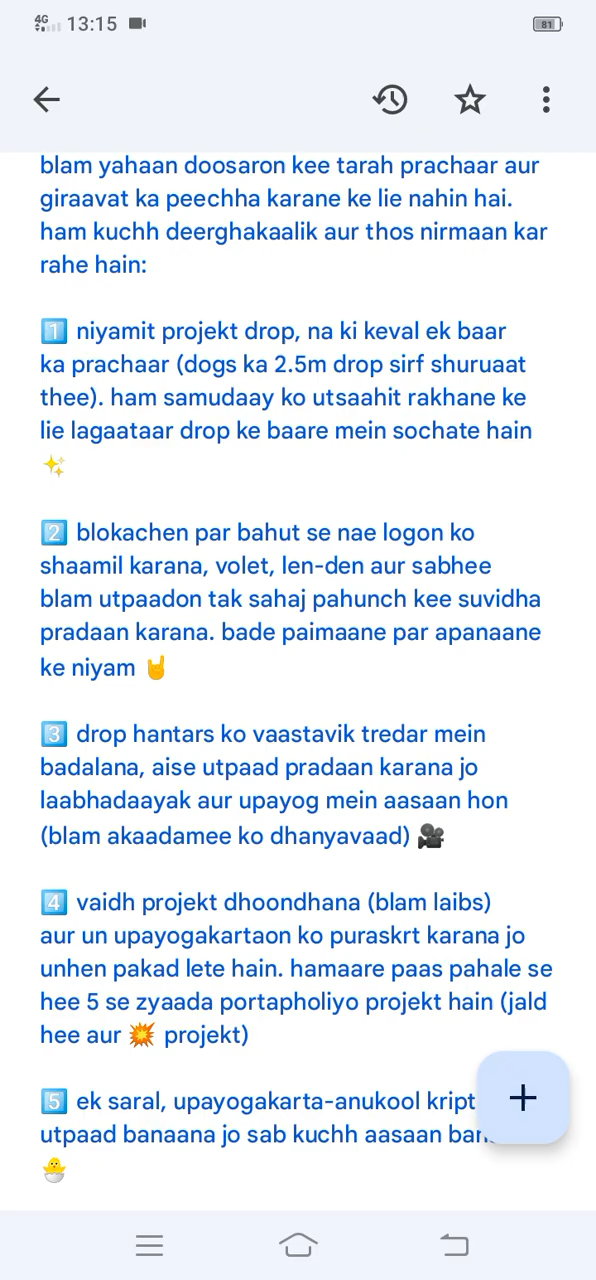 4G 13:15 81
blam yahaan doosaron kee tarah prachaar aur
giraavat ka peechha karane ke lie nahin hai.
ham kuchh deerghakaalik aur thos nirmaan kar
rahe hain:
1️⃣ niyamit projekt drop, na ki keval ek baar
ka prachaar (dogs ka 2.5m drop sirf shuruaat
thee). ham samudaay ko utsaahit rakhane ke
lie lagaataar drop ke baare mein sochate hain
✨
2️⃣ blokachen par bahut se nae logon ko
shaamil karana, volet, len-den aur sabhee
blam utpaadon tak sahaj pahunch kee suvidha
pradaan karana. bade paimaane par apanaane
ke niyam 🤘
3️⃣ drop hantars ko vaastavik tredar mein
badalana, aise utpaad pradaan karana jo
laabhadaayak aur upayog mein aasaan hon
(blam akaadamee ko dhanyavaad) 🎥
4️⃣ vaidh projekt dhoondhana (blam laibs)
aur un upayogakartaon ko puraskrt karana jo
unhen pakad lete hain. hamaare paas pahale se
hee 5 se zyaada portapholiyo projekt hain (jald
hee aur 💥 projekt)
5️⃣ ek saral, upayogakarta-anukool kript
utpaad banaana jo sab kuchh aasaan
🐣